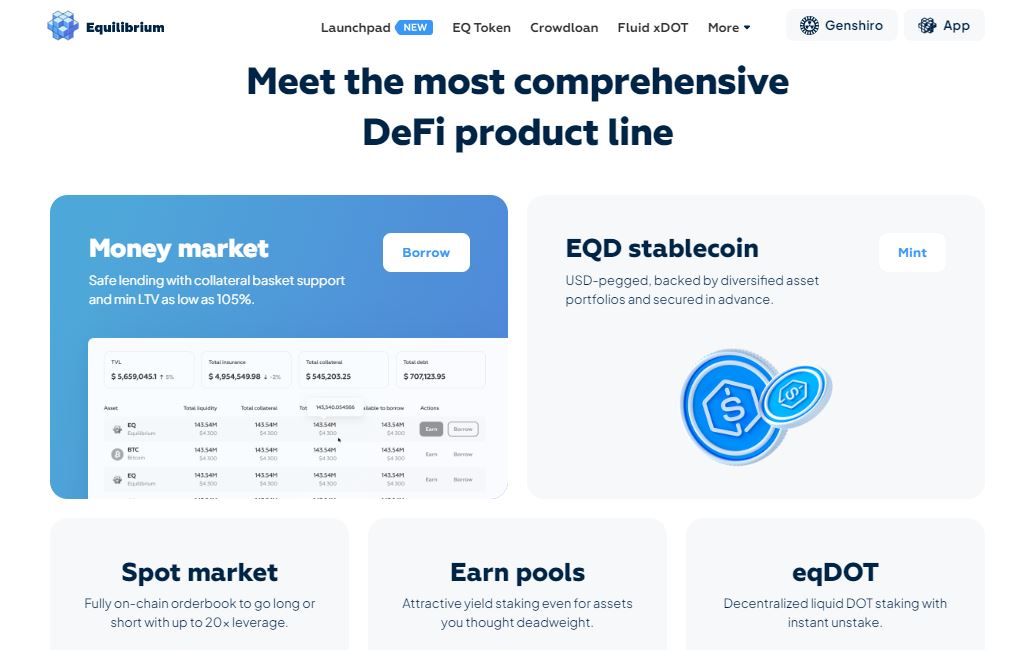 Equilibrium
Launchpad NEW EQ Token Crowdloan Fluid xDOT More Genshiro App
Meet the most comprehensive
DeFi product line
Money market
Borrow
Safe lending with collateral basket support
and min LTV as low as 105%.
TVL Total insurance Total collateral Total debt
$ 5,659,045.1 ↑ 5% $ 4,954,549.98 ↓ -2% $ 545,203.25 $ 707,123.95
Asset Total liquidity Total collateral Tot 143,540.054566 ilable to borrow Actions
EQ 143.54M 143.54M 143.54M 143.54M Earn Borrow
Equilibrium $4 300 $4 300 $4 300 $4 300
BTC 143.54M 143.54M 143.54M 143.54M Earn Borrow
Bitcoin $4 300 $4 300 $4 300 $4 300
EQ 143.54M 143.54M 143.54M 143.54M Earn Borrow
Equilibrium $4 300 $4 300 $4 300 $4 300
EQD stablecoin
Mint
USD-pegged, backed by diversified asset
portfolios and secured in advance.
Spot market
Fully on-chain orderbook to go long or
short with up to 20× leverage.
Earn pools
Attractive yield staking even for assets
you thought deadweight.
eqDOT
Decentralized liquid DOT staking with
instant unstake.